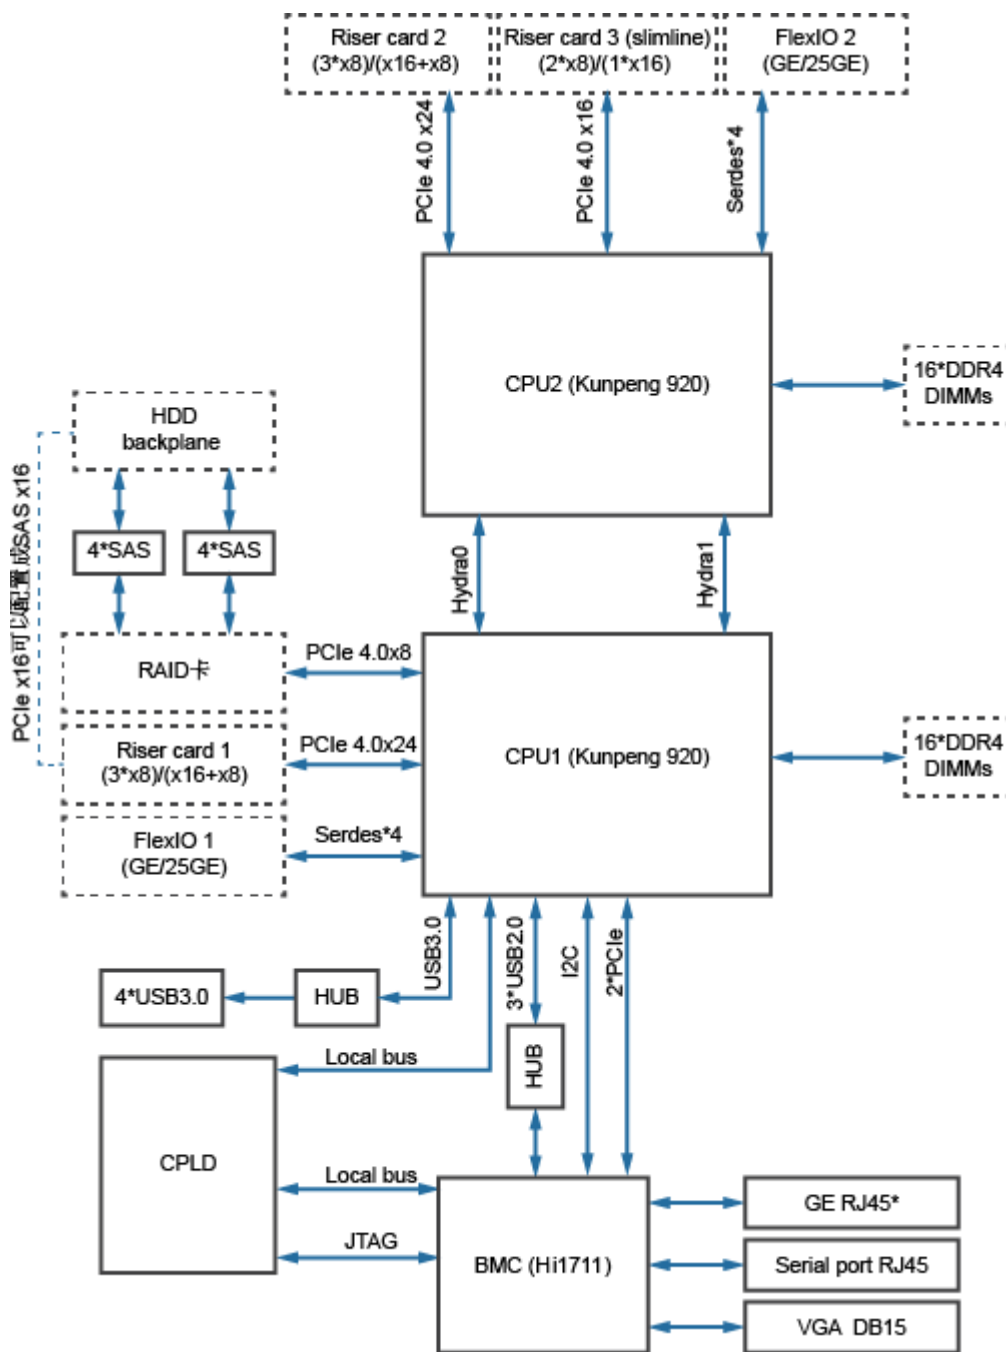 Riser card 2
(3*x8)/(x16+x8)
Riser card 3 (slimline)
(2*x8)/(1*x16)
FlexIO 2
(GE/25GE)
PCIe 4.0 x24
PCIe 4.0 x16
Serdes*4
CPU2 (Kunpeng 920)
16*DDR4
DIMMs
HDD
backplane
4*SAS
4*SAS
PCIe x16可以配置成SAS x16
Hydra0
Hydra1
RAID卡
PCIe 4.0x8
Riser card 1
(3*x8)/(x16+x8)
PCIe 4.0x24
CPU1 (Kunpeng 920)
16*DDR4
DIMMs
FlexIO 1
(GE/25GE)
Serdes*4
USB3.0
3*USB2.0
I2C
2*PCIe
4*USB3.0
HUB
HUB
Local bus
CPLD
Local bus
JTAG
BMC (Hi1711)
GE RJ45*
Serial port RJ45
VGA DB15